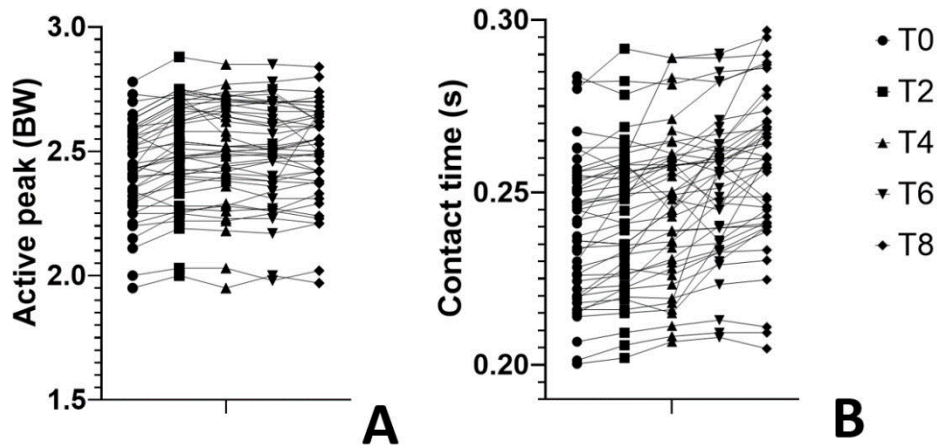 Active peak (BW)
3.0
2.5
2.0
1.5
A
Contact time (s)
0.30
0.25
0.20
B
T0
T2
T4
T6
T8